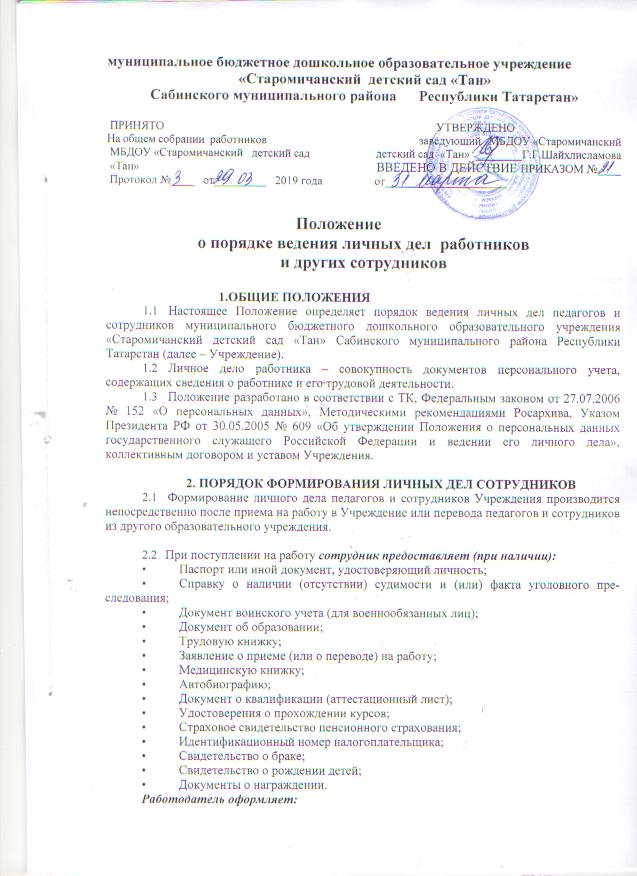 муниципальное бюджетное дошкольное образовательное учреждение
«Старомичанский детский сад «Тан»
Сабинского муниципального района Республики Татарстан»
ПРИНЯТО
На общем собрании работников
МБДОУ «Старомичанский детский сад
«Тан»
Протокол № 3 от 29 03 2019 года
УТВЕРЖДЕНО
заведующий МБДОУ «Старомичанский
детский сад «Тан» Г.Г.Шайхлисламова
ВВЕДЕНО В ДЕЙСТВИЕ ПРИКАЗОМ № 21
от 31 марта
Положение
о порядке ведения личных дел работников
и других сотрудников
1.ОБЩИЕ ПОЛОЖЕНИЯ
1.1 Настоящее Положение определяет порядок ведения личных дел педагогов и
сотрудников муниципального бюджетного дошкольного образовательного учреждения
«Старомичанский детский сад «Тан» Сабинского муниципального района Республики
Татарстан (далее – Учреждение).
1.2 Личное дело работника – совокупность документов персонального учета,
содержащих сведения о работнике и его трудовой деятельности.
1.3 Положение разработано в соответствии с ТК, Федеральным законом от 27.07.2006
№ 152 «О персональных данных», Методическими рекомендациями Росархива, Указом
Президента РФ от 30.05.2005 № 609 «Об утверждении Положения о персональных данных
государственного служащего Российской Федерации и ведении его личного дела»,
коллективным договором и уставом Учреждения.
2. ПОРЯДОК ФОРМИРОВАНИЯ ЛИЧНЫХ ДЕЛ СОТРУДНИКОВ
2.1 Формирование личного дела педагогов и сотрудников Учреждения производится
непосредственно после приема на работу в Учреждение или перевода педагогов и сотрудников
из другого образовательного учреждения.
2.2 При поступлении на работу сотрудник предоставляет (при наличии):
• Паспорт или иной документ, удостоверяющий личность;
• Справку о наличии (отсутствии) судимости и (или) факта уголовного пре-
следования;
• Документ воинского учета (для военнообязанных лиц);
• Документ об образовании;
• Трудовую книжку;
• Заявление о приеме (или о переводе) на работу;
• Медицинскую книжку;
• Автобиографию;
• Документ о квалификации (аттестационный лист);
• Удостоверения о прохождении курсов;
• Страховое свидетельство пенсионного страхования;
• Идентификационный номер налогоплательщика;
• Свидетельство о браке;
• Свидетельство о рождении детей;
• Документы о награждении.
Работодатель оформляет: